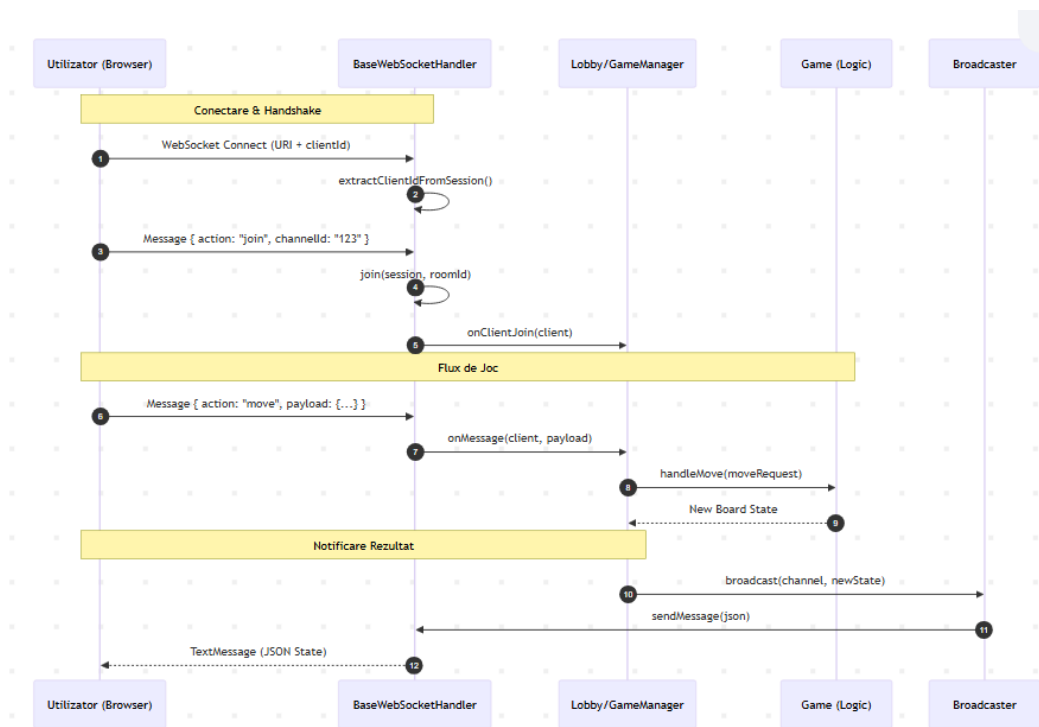 Utilizator (Browser)
BaseWebSocketHandler
Lobby/GameManager
Game (Logic)
Broadcaster
Conectare & Handshake
WebSocket Connect (URI + clientId)
1
extractClientIdFromSession()
2
Message { action: "join", channelId: "123" }
3
join(session, roomId)
4
onClientJoin(client)
5
Flux de Joc
Message { action: "move", payload: {...} }
6
onMessage(client, payload)
7
handleMove(moveRequest)
8
New Board State
9
Notificare Rezultat
broadcast(channel, newState)
10
sendMessage(json)
11
TextMessage (JSON State)
12
Utilizator (Browser)
BaseWebSocketHandler
Lobby/GameManager
Game (Logic)
Broadcaster